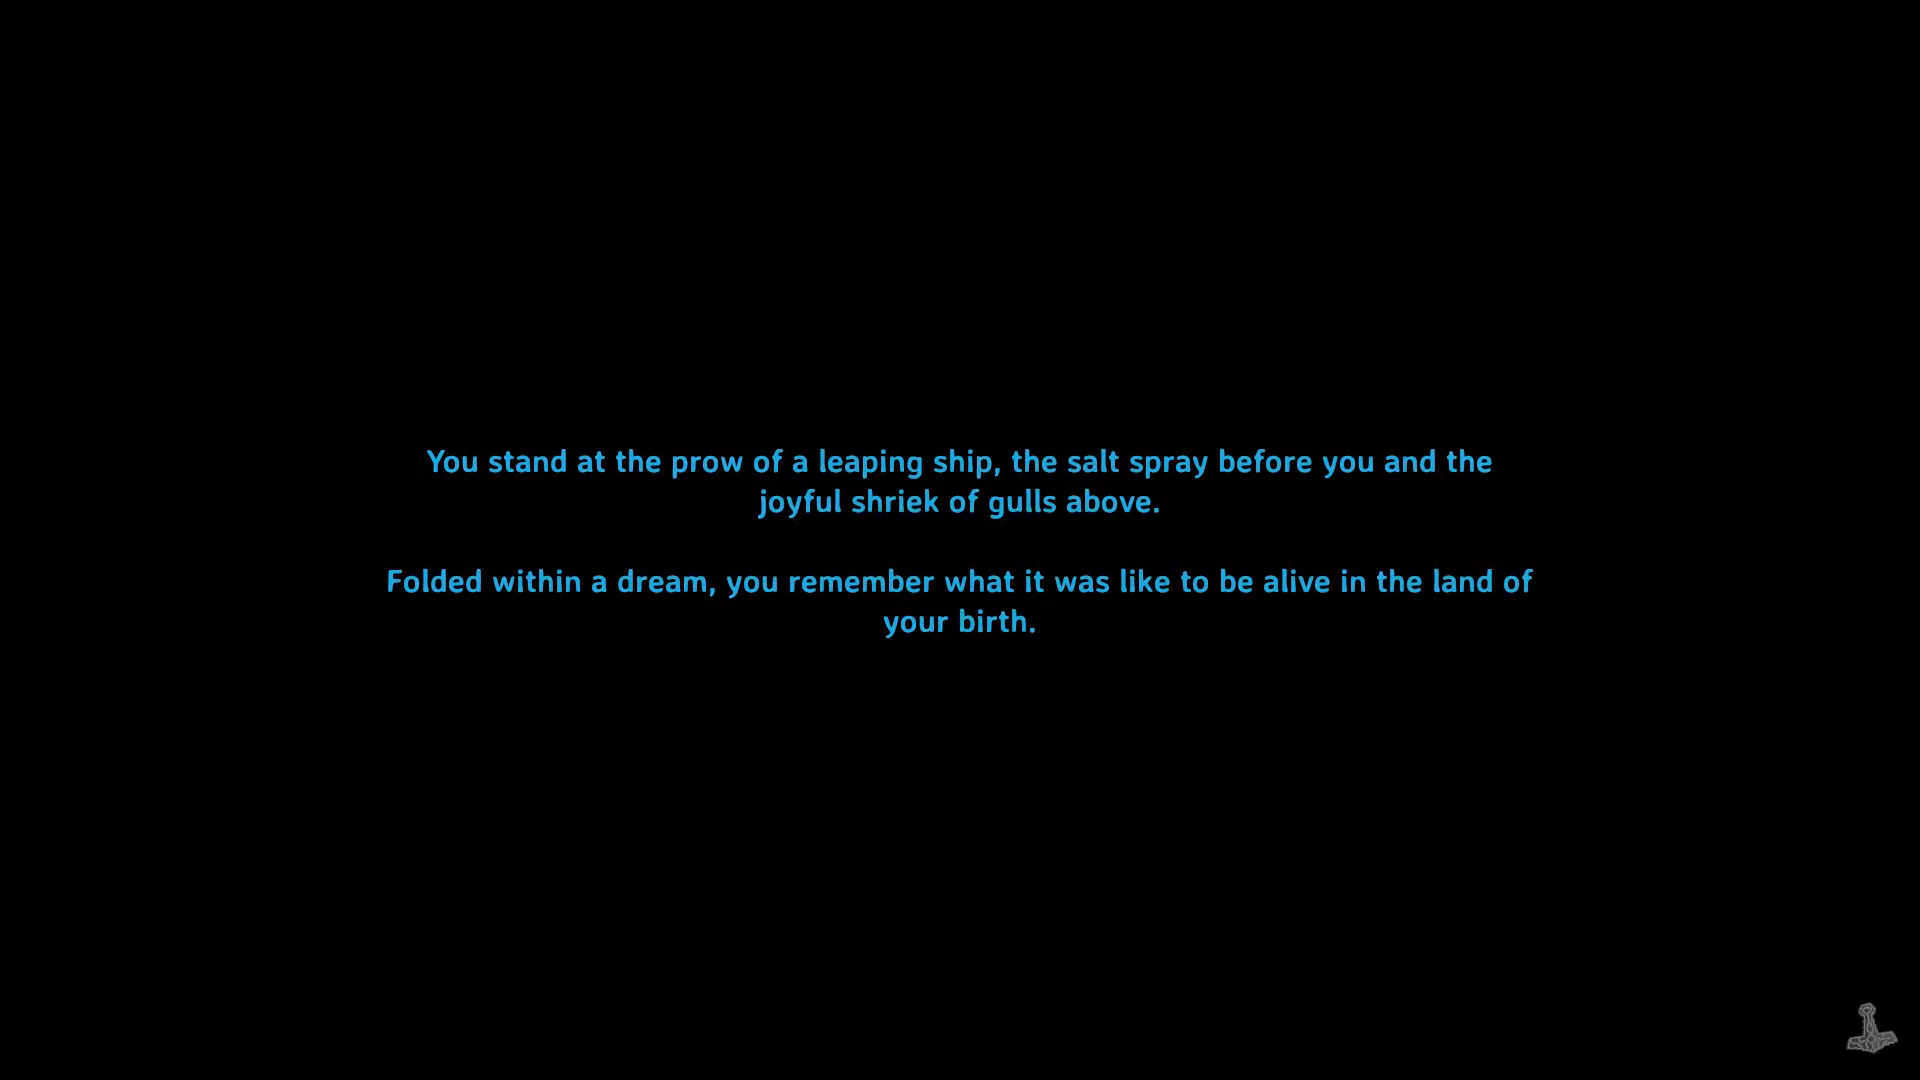 You stand at the prow of a leaping ship, the salt spray before you and the
joyful shriek of gulls above.
Folded within a dream, you remember what it was like to be alive in the land of
your birth.